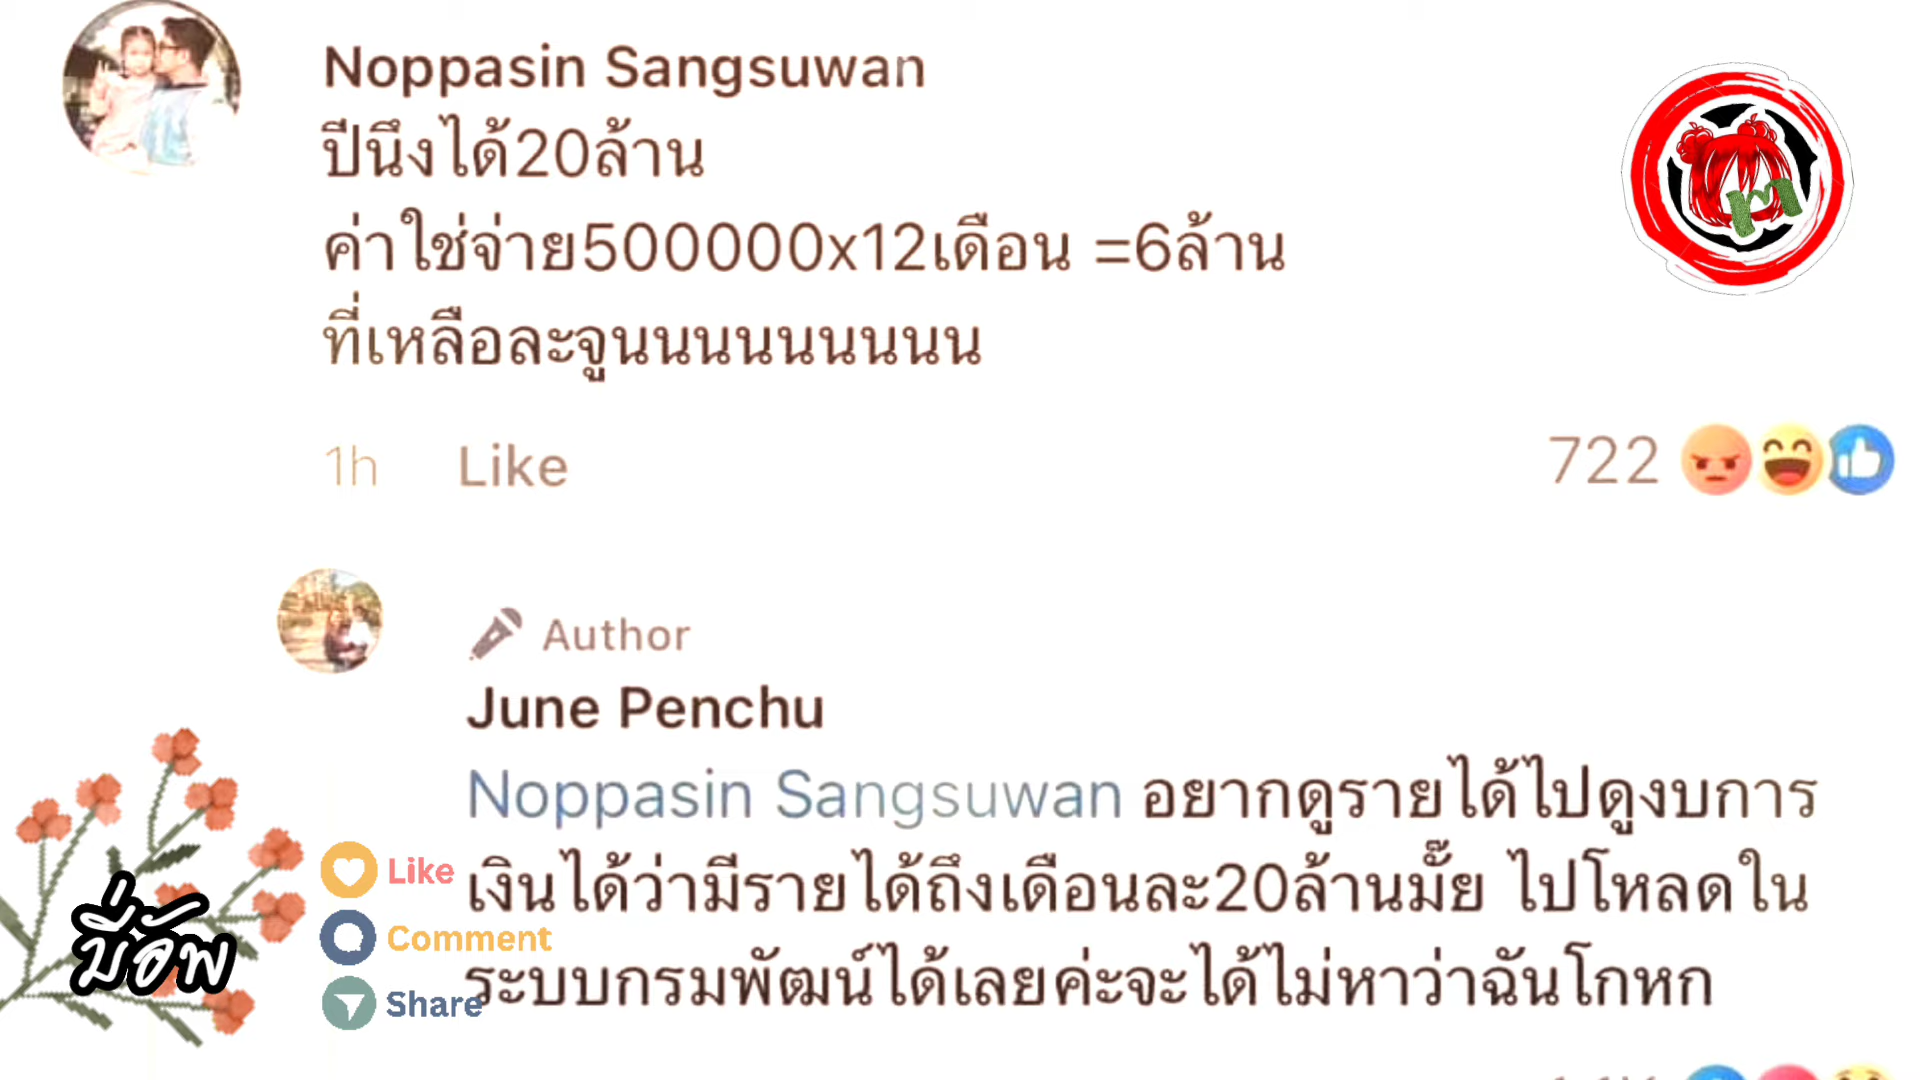 Noppasin Sangsuwan
ปีนึงได้20ล้าน
ค่าใช่จ่าย500000x12เดือน =6ล้าน
ที่เหลือละจูนนนนนนนนน
1h Like 722
Author
June Penchu
Noppasin Sangsuwan อยากดูรายได้ไปดูงบการ
เงินได้ว่ามีรายได้ถึงเดือนละ20ล้านมั๊ย ไปโหลดใน
ระบบกรมพัฒน์ได้เลยค่ะจะได้ไม่หาว่าฉันโกหก
Like
Comment
Share
บี่อัพ
m